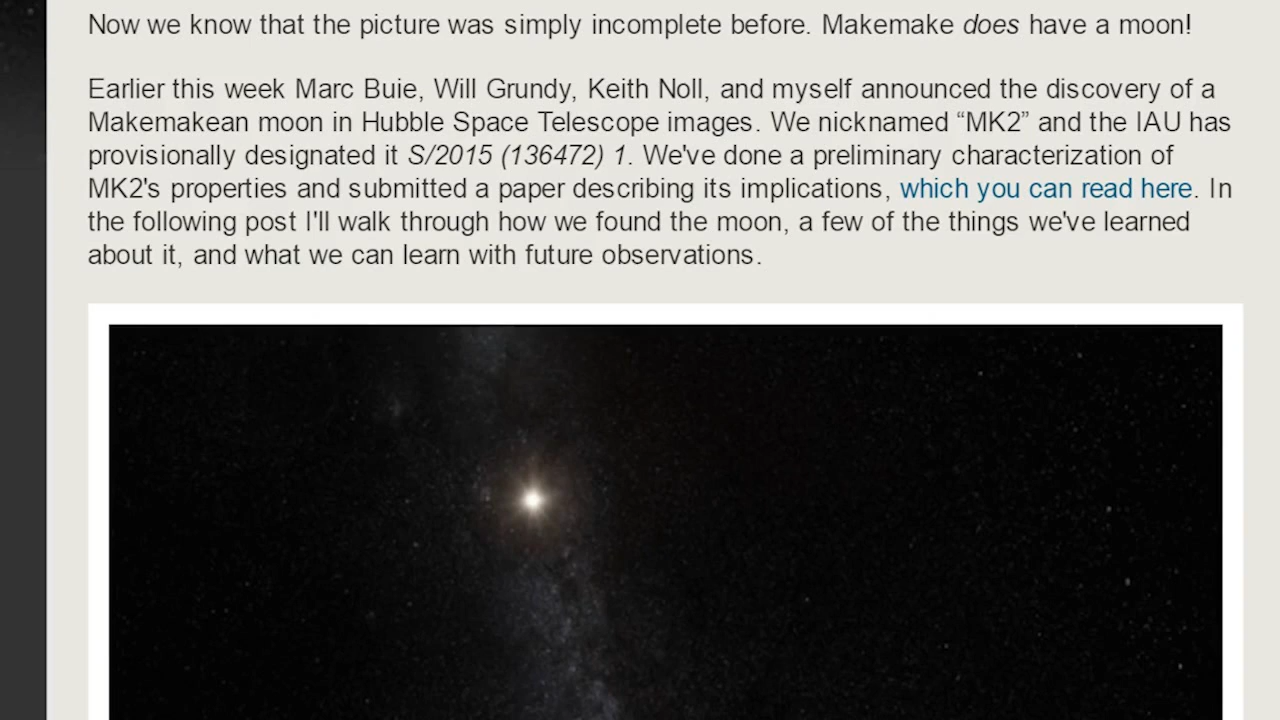 Now we know that the picture was simply incomplete before. Makemake does have a moon!
Earlier this week Marc Buie, Will Grundy, Keith Noll, and myself announced the discovery of a
Makemakean moon in Hubble Space Telescope images. We nicknamed “MK2” and the IAU has
provisionally designated it S/2015 (136472) 1. We've done a preliminary characterization of
MK2's properties and submitted a paper describing its implications, which you can read here. In
the following post I'll walk through how we found the moon, a few of the things we've learned
about it, and what we can learn with future observations.